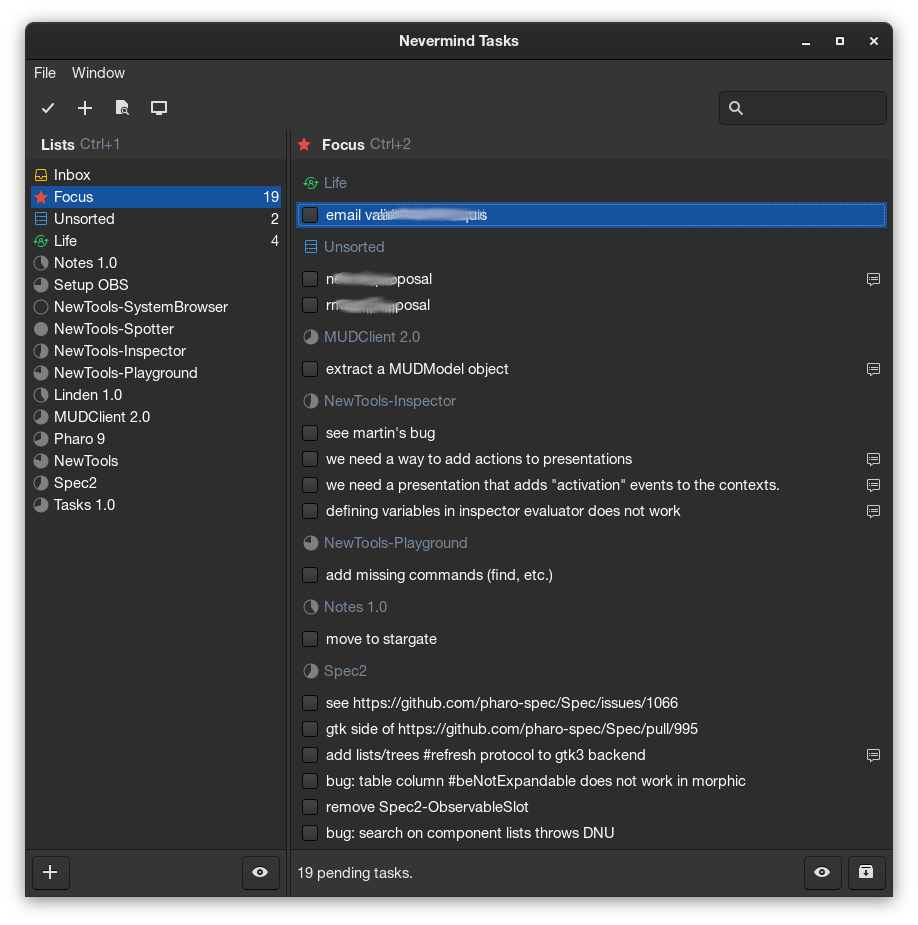 Nevermind Tasks
File Window
Lists Ctrl+1
Inbox
Focus 19
Unsorted 2
Life 4
Notes 1.0
Setup OBS
NewTools-SystemBrowser
NewTools-Spotter
NewTools-Inspector
NewTools-Playground
Linden 1.0
MUDClient 2.0
Pharo 9
NewTools
Spec2
Tasks 1.0
Focus Ctrl+2
Life
email
Unsorted
MUDClient 2.0
extract a MUDModel object
NewTools-Inspector
see martin's bug
we need a way to add actions to presentations
we need a presentation that adds "activation" events to the contexts.
defining variables in inspector evaluator does not work
NewTools-Playground
add missing commands (find, etc.)
Notes 1.0
move to stargate
Spec2
see https://github.com/pharo-spec/Spec/issues/1066
gtk side of https://github.com/pharo-spec/Spec/pull/995
add lists/trees #refresh protocol to gtk3 backend
bug: table column #beNotExpandable does not work in morphic
remove Spec2-ObservableSlot
bug: search on component lists throws DNU
19 pending tasks.